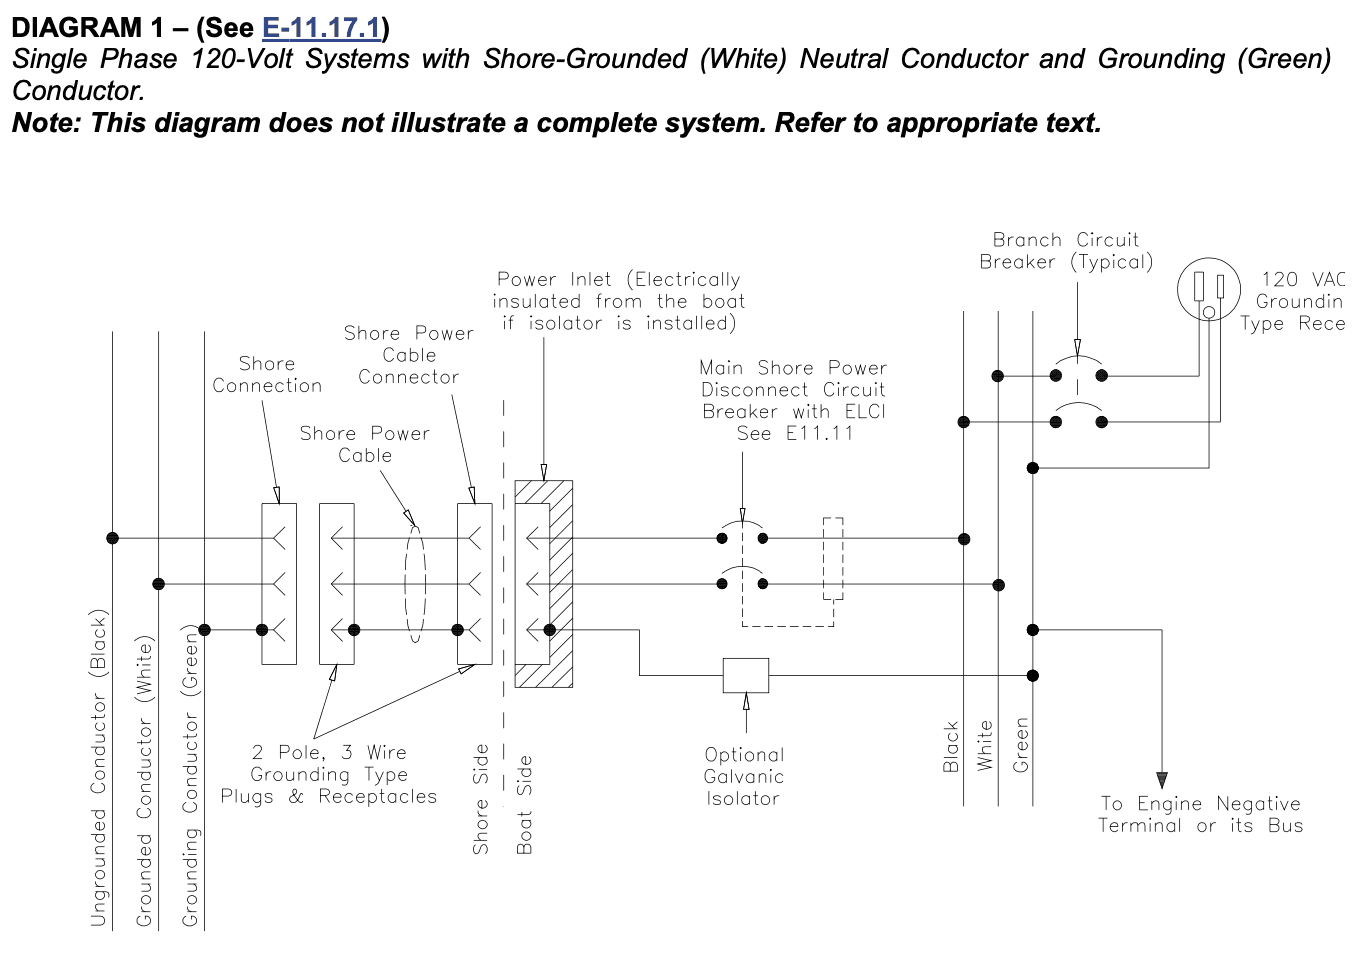 DIAGRAM 1 – (See E-11.17.1)
Single Phase 120-Volt Systems with Shore-Grounded (White) Neutral Conductor and Grounding (Green)
Conductor.
Note: This diagram does not illustrate a complete system. Refer to appropriate text.
Branch Circuit
Breaker (Typical)
120 VAC
Groundin
Type Rece
Power Inlet (Electrically
insulated from the boat
if isolator is installed)
Shore Power
Cable
Connector
Shore
Connection
Main Shore Power
Disconnect Circuit
Breaker with ELCI
See E11.11
Shore Power
Cable
Ungrounded Conductor (Black)
Grounded Conductor (White)
Grounding Conductor (Green)
2 Pole, 3 Wire
Grounding Type
Plugs & Receptacles
Shore Side
Boat Side
Optional
Galvanic
Isolator
Black
White
Green
To Engine Negative
Terminal or its Bus